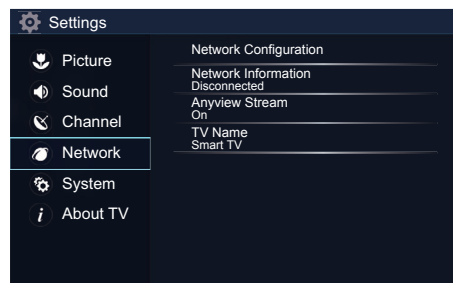 Settings
Picture
Sound
Channel
Network
System
About TV
Network Configuration
Network Information
Disconnected
Anyview Stream
On
TV Name
Smart TV